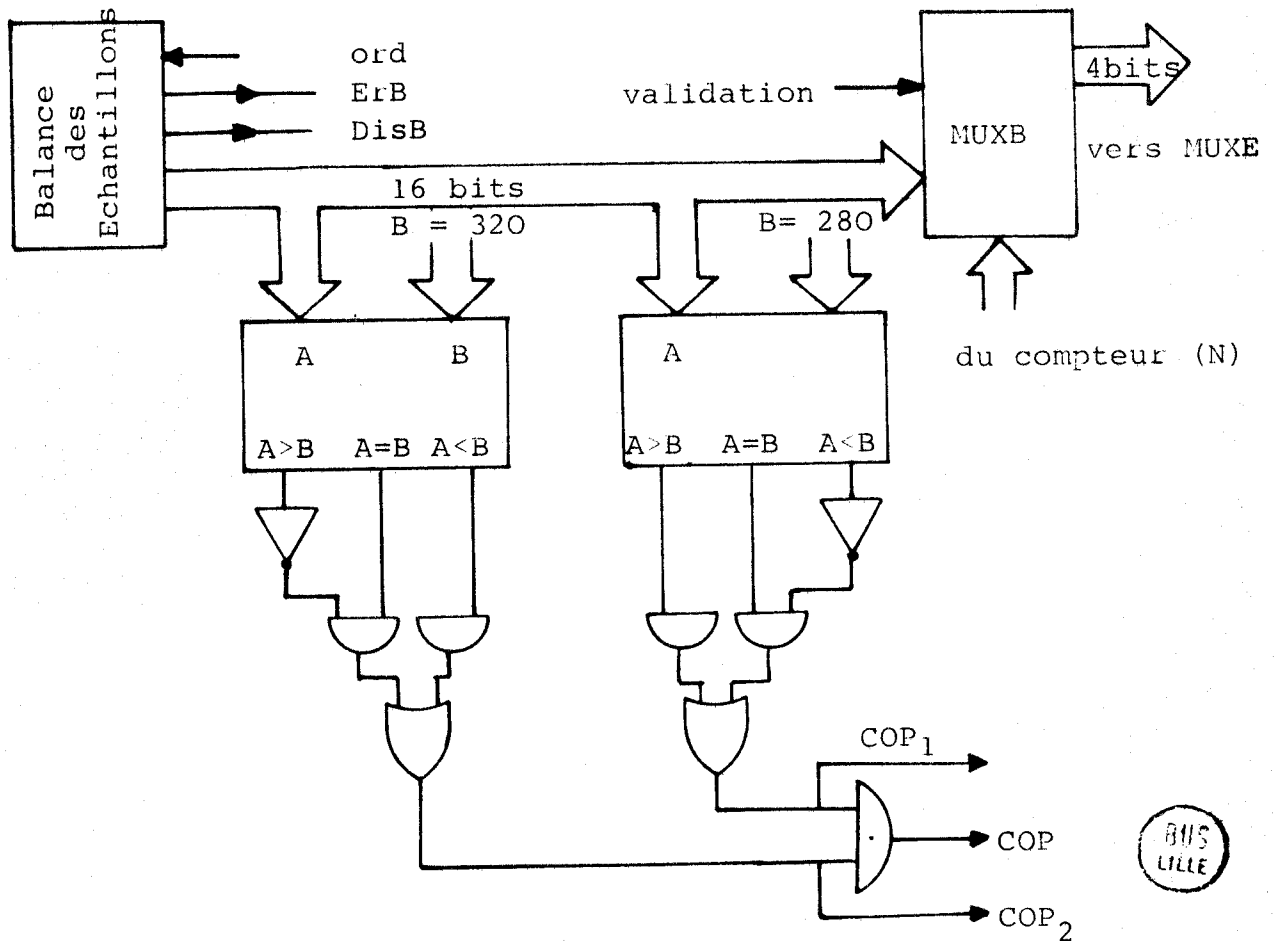 Balance
des
Echantillons
ord
ErB
DisB
validation
MUXB
4bits
vers MUXE
16 bits
B = 320
B= 280
du compteur (N)
A
B
A>B
A=B
A<B
A
A>B
A=B
A<B
COP1
COP
COP2
BUS
LILLE